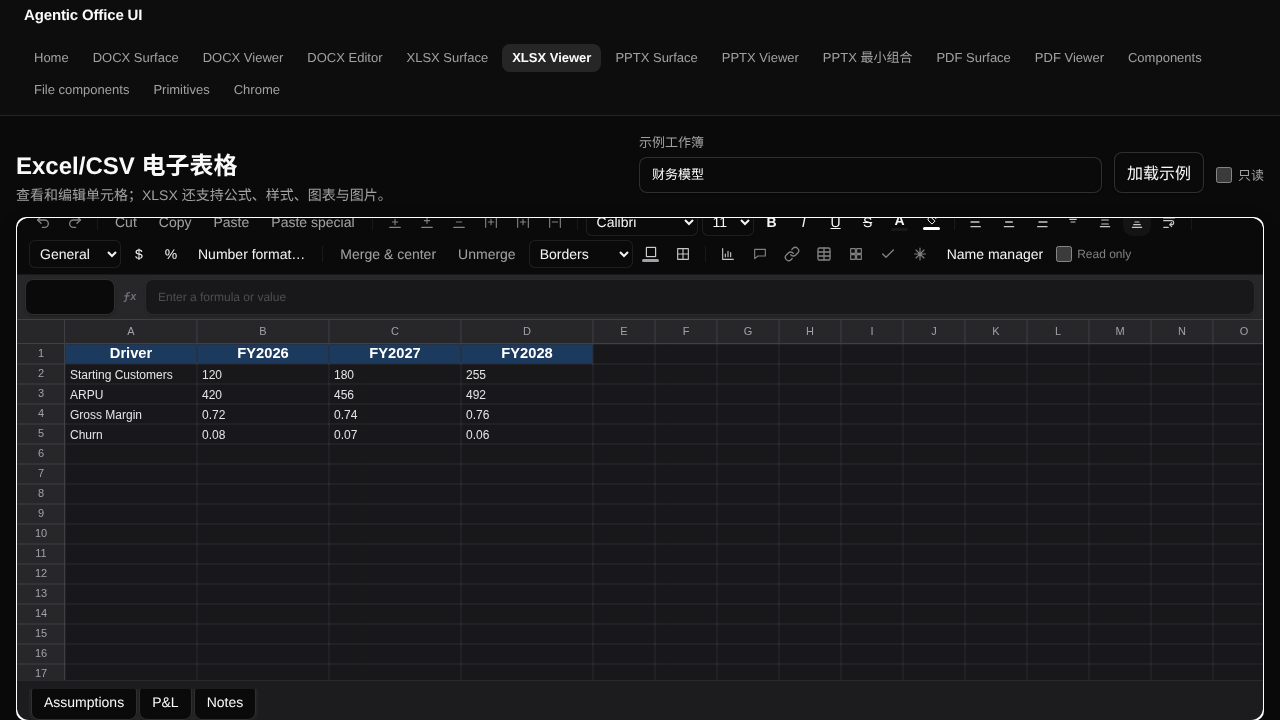 Agentic Office UI
Home DOCX Surface DOCX Viewer DOCX Editor XLSX Surface XLSX Viewer PPTX Surface PPTX Viewer PPTX 最小组合 PDF Surface PDF Viewer Components
File components Primitives Chrome
示例工作簿
Excel/CSV 电子表格
财务模型 加载示例 只读
查看和编辑单元格；XLSX 还支持公式、样式、图表与图片。
Cut Copy Paste Paste special Calibri 11 B I U S A
General $ % Number format… Merge & center Unmerge Borders Name manager Read only
fx Enter a formula or value
A B C D E F G H I J K L M N O
1 Driver FY2026 FY2027 FY2028
2 Starting Customers 120 180 255
3 ARPU 420 456 492
4 Gross Margin 0.72 0.74 0.76
5 Churn 0.08 0.07 0.06
6
7
8
9
10
11
12
13
14
15
16
17
Assumptions P&L Notes